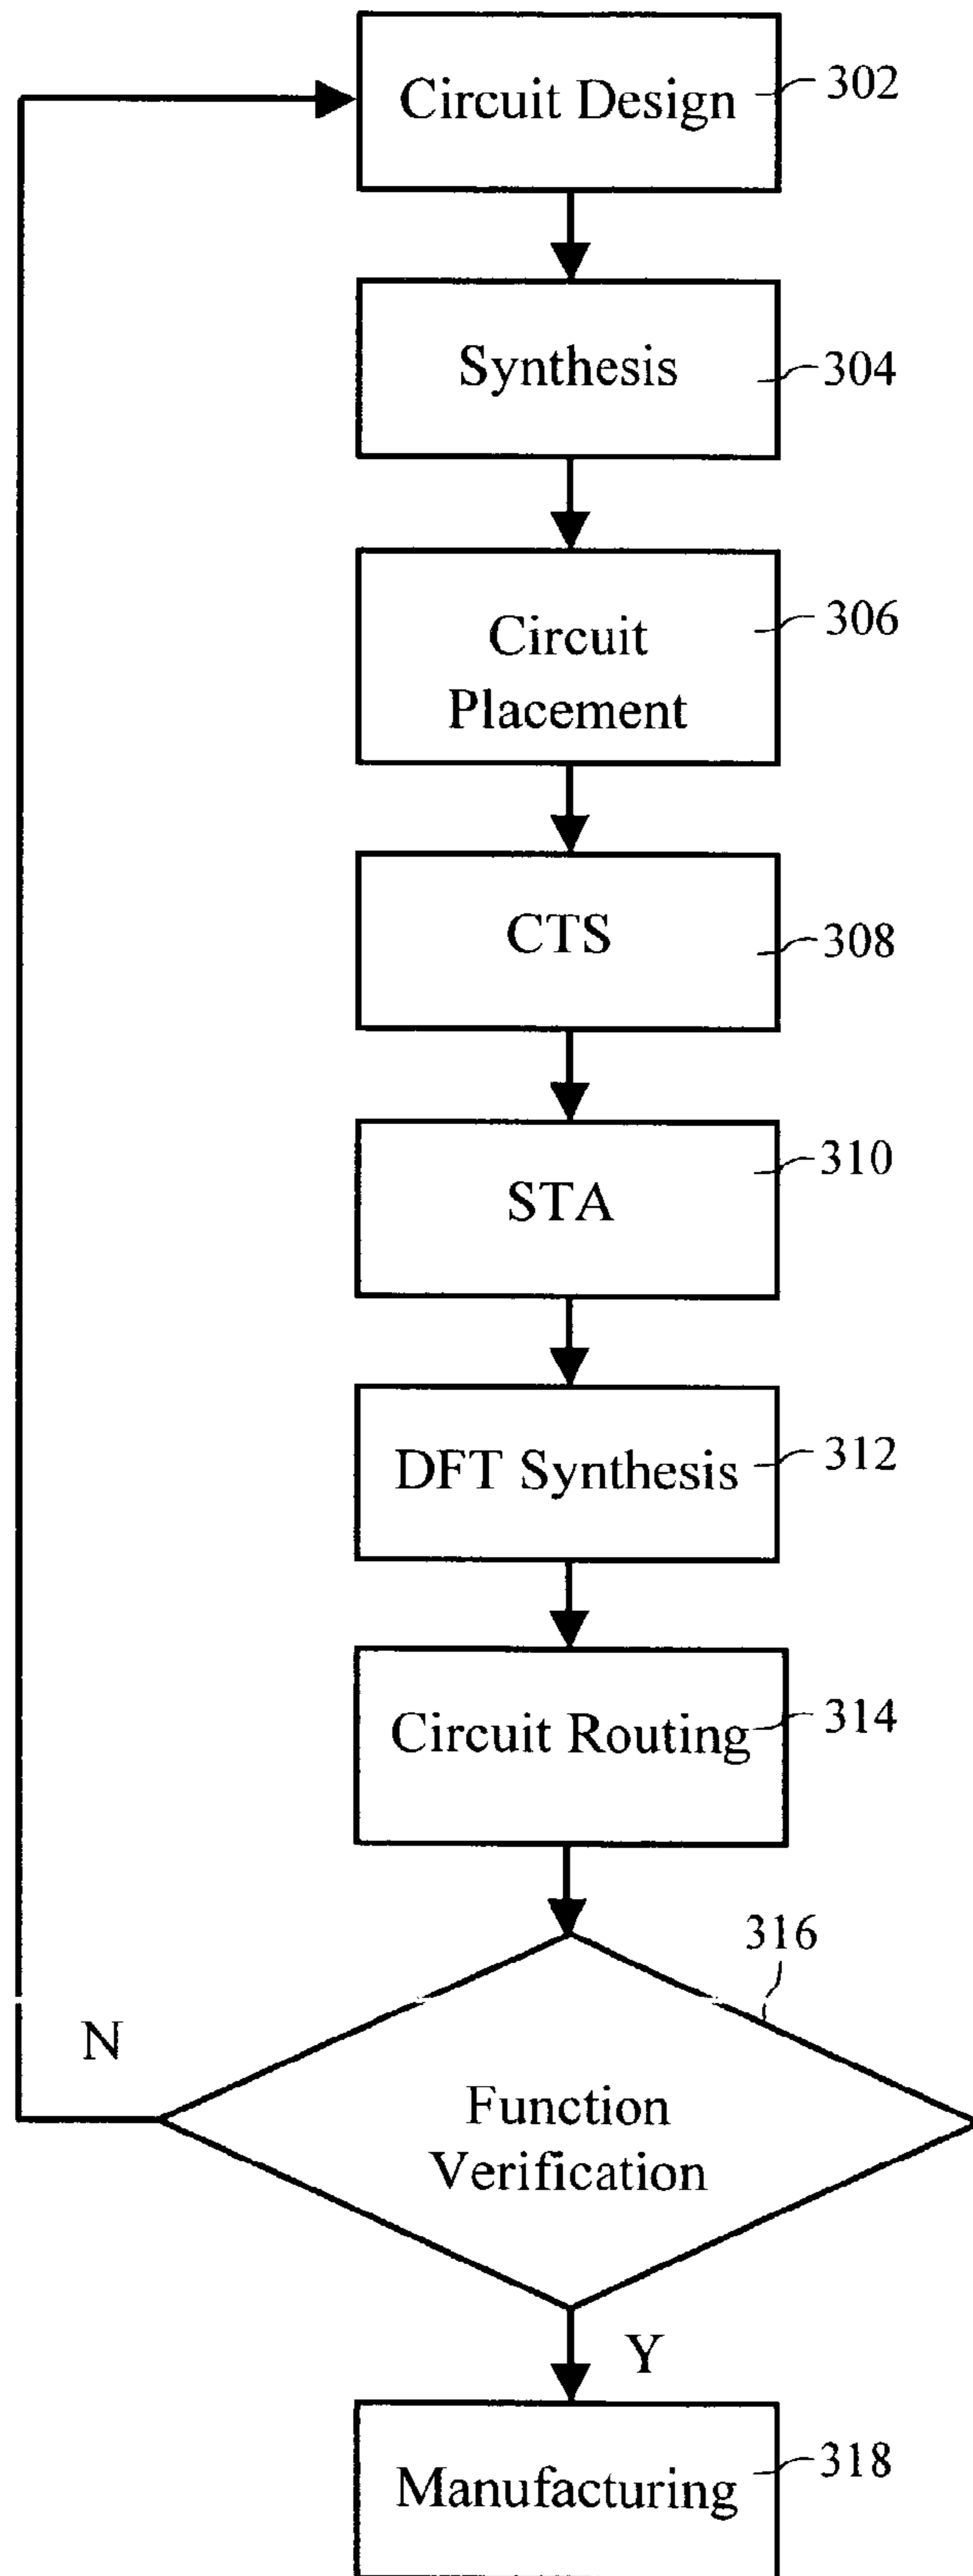 Circuit Design
302
Synthesis
304
Circuit
Placement
306
CTS
308
STA
310
DFT Synthesis
312
Circuit Routing
314
316
N
Function
Verification
Y
Manufacturing
318